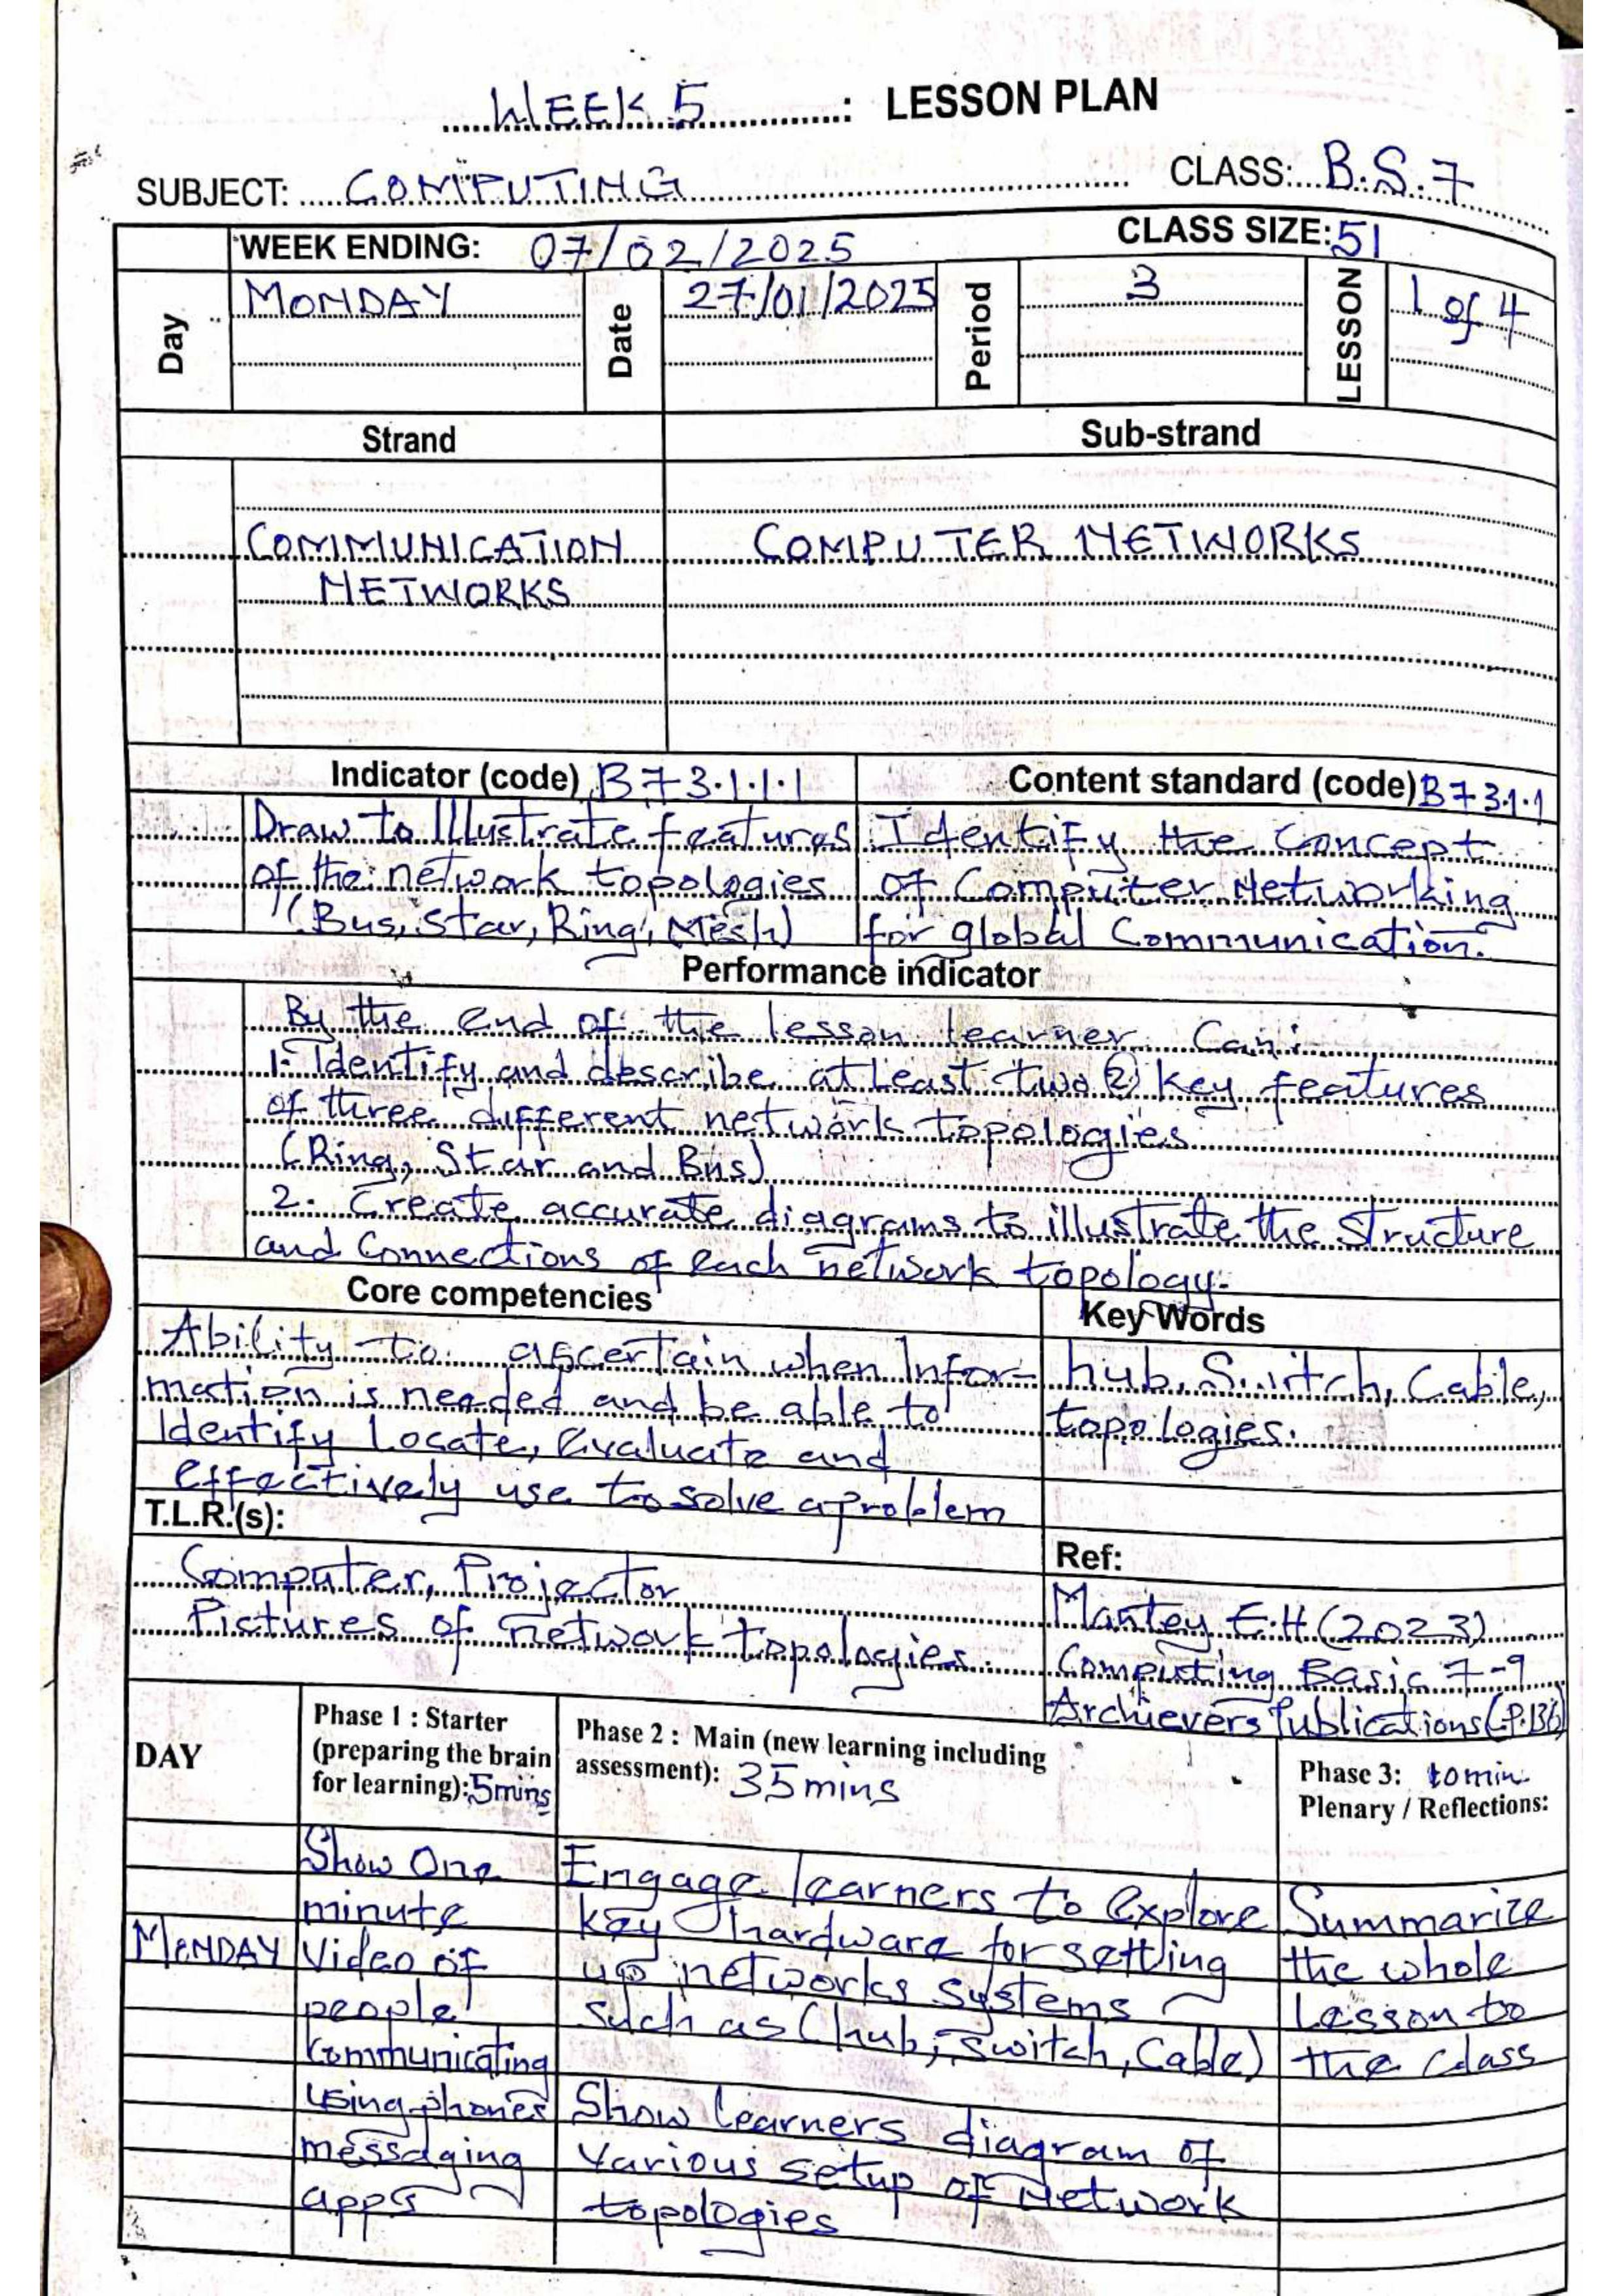 WEEK 5 : LESSON PLAN
SUBJECT: COMPUTING CLASS: B.S.7
WEEK ENDING: 07/02/2025 CLASS SIZE: 51
Day MONDAY Date 27/01/2025 Period 3 LESSON 1 of 4
Strand Sub-strand
COMMUNICATION COMPUTER NETWORKS
NETWORKS
Indicator (code) B7 3.1.1.1 Content standard (code) B7 3.1.1
Draw to Illustrate features Identify the Concept
of the network topologies of Computer Networking
(Bus, Star, Ring, Mesh) for global Communication.
Performance indicator
By the end of the lesson learner Can:
1. Identify and describe at least two (2) key features
of three different network topologies
(Ring, Star and Bus)
2. Create accurate diagrams to illustrate the Structure
and Connections of each network topology.
Core competencies Key Words
Ability to ascertain when Infor- hub, Switch, Cable,
mation is needed and be able to topologies.
Identify Locate, Evaluate and
effectively use to solve a problem
T.L.R.(s): Ref:
Computer, Projector Mantey E.H (2023)
Pictures of network topologies. Computing Basic 7-9
Archievers Publications (P.136)
DAY
Phase 1 : Starter
(preparing the brain
for learning): 5mins
Phase 2 : Main (new learning including
assessment): 35mins
Phase 3: 10min
Plenary / Reflections:
MONDAY
Show One
minute
Video of
people
Communicating
using phones
messaging
apps
Engage learners to explore
key hardware for setting
up networks systems
such as (hub, switch, Cable)
Show learners diagram of
various setup of Network
topologies
Summarize
the whole
Lesson to
the class